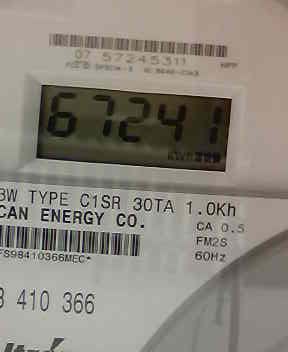 07 57245311
67241
3W TYPE C1SR 30TA 1.0Kh
CAN ENERGY CO.
CA 0.5
FM2S
60Hz
FS98410366MEC*
410 366